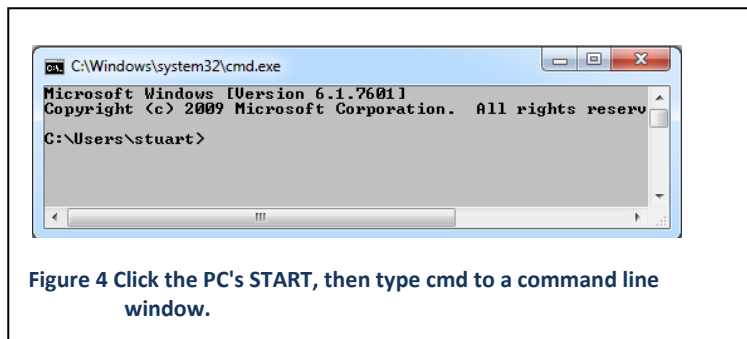 C:\Windows\system32\cmd.exe
Microsoft Windows [Version 6.1.7601]
Copyright (c) 2009 Microsoft Corporation.  All rights reserv
C:\Users\stuart>
Figure 4 Click the PC's START, then type cmd to a command line
window.